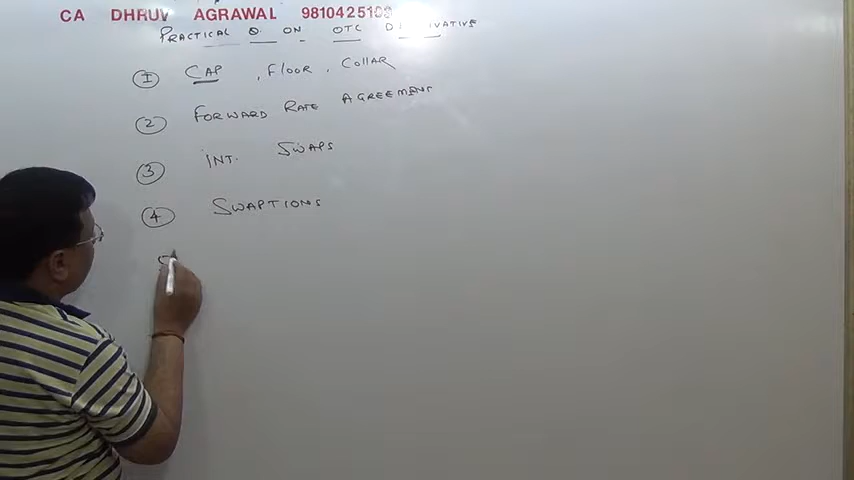 CA DHRUV AGRAWAL 9810425109
PRACTICAL Q. ON OTC DERIVATIVE
1 CAP, FLOOR, COLLAR
2 FORWARD RATE AGREEMENT
3 INT. SWAPS
4 SWAPTIONS